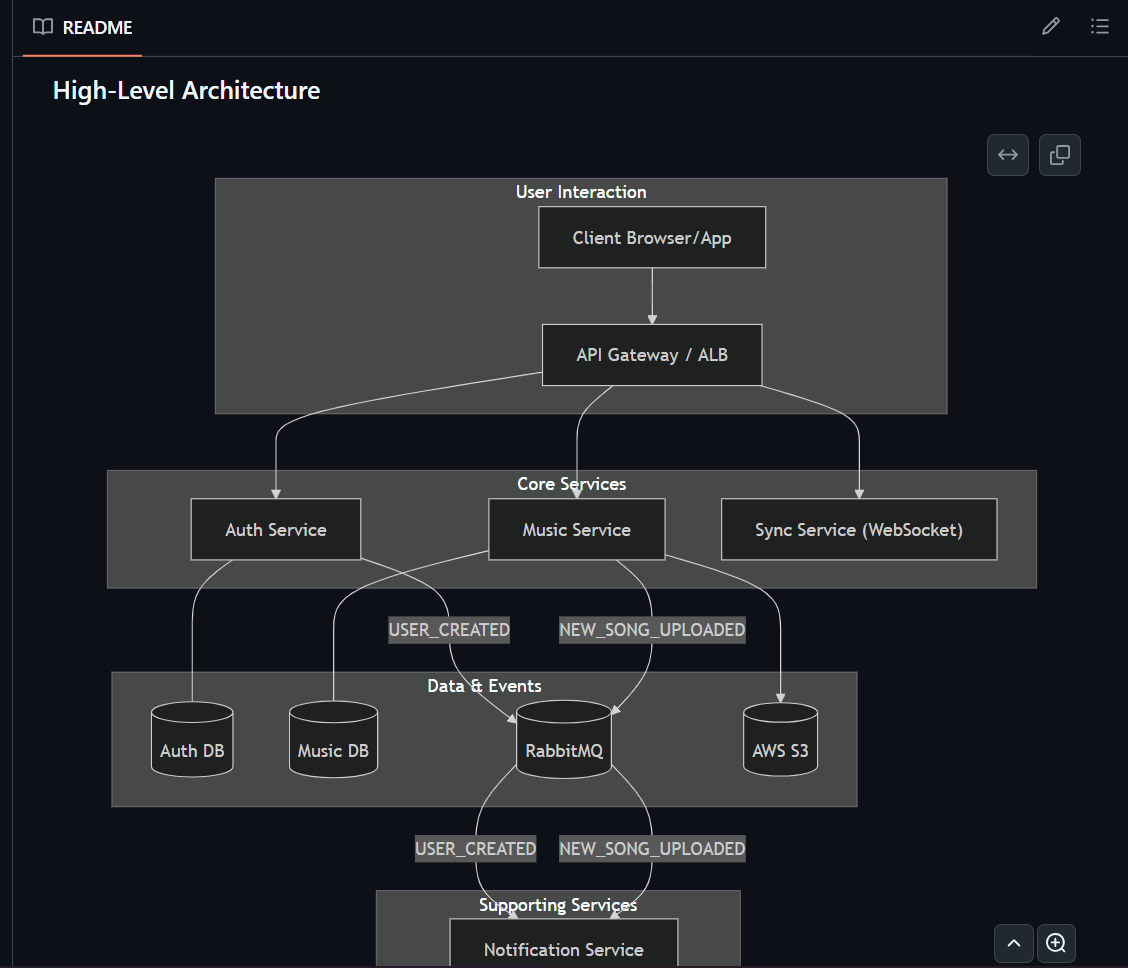 README
High-Level Architecture
User Interaction
Client Browser/App
API Gateway / ALB
Core Services
Auth Service
Music Service
Sync Service (WebSocket)
USER_CREATED
NEW_SONG_UPLOADED
Data & Events
Auth DB
Music DB
RabbitMQ
AWS S3
USER_CREATED
NEW_SONG_UPLOADED
Supporting Services
Notification Service